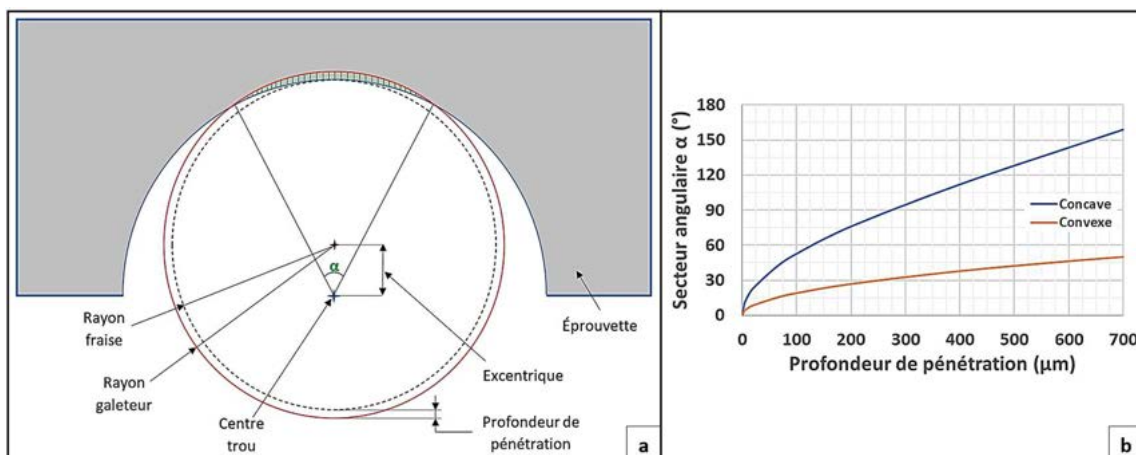 α
Rayon
fraise
Rayon
galeteur
Centre
trou
Excentrique
Profondeur de
pénétration
Éprouvette
a
Secteur angulaire α (°)
180
150
120
90
60
30
0
Concave
Convexe
0 100 200 300 400 500 600 700
Profondeur de pénétration (µm)
b